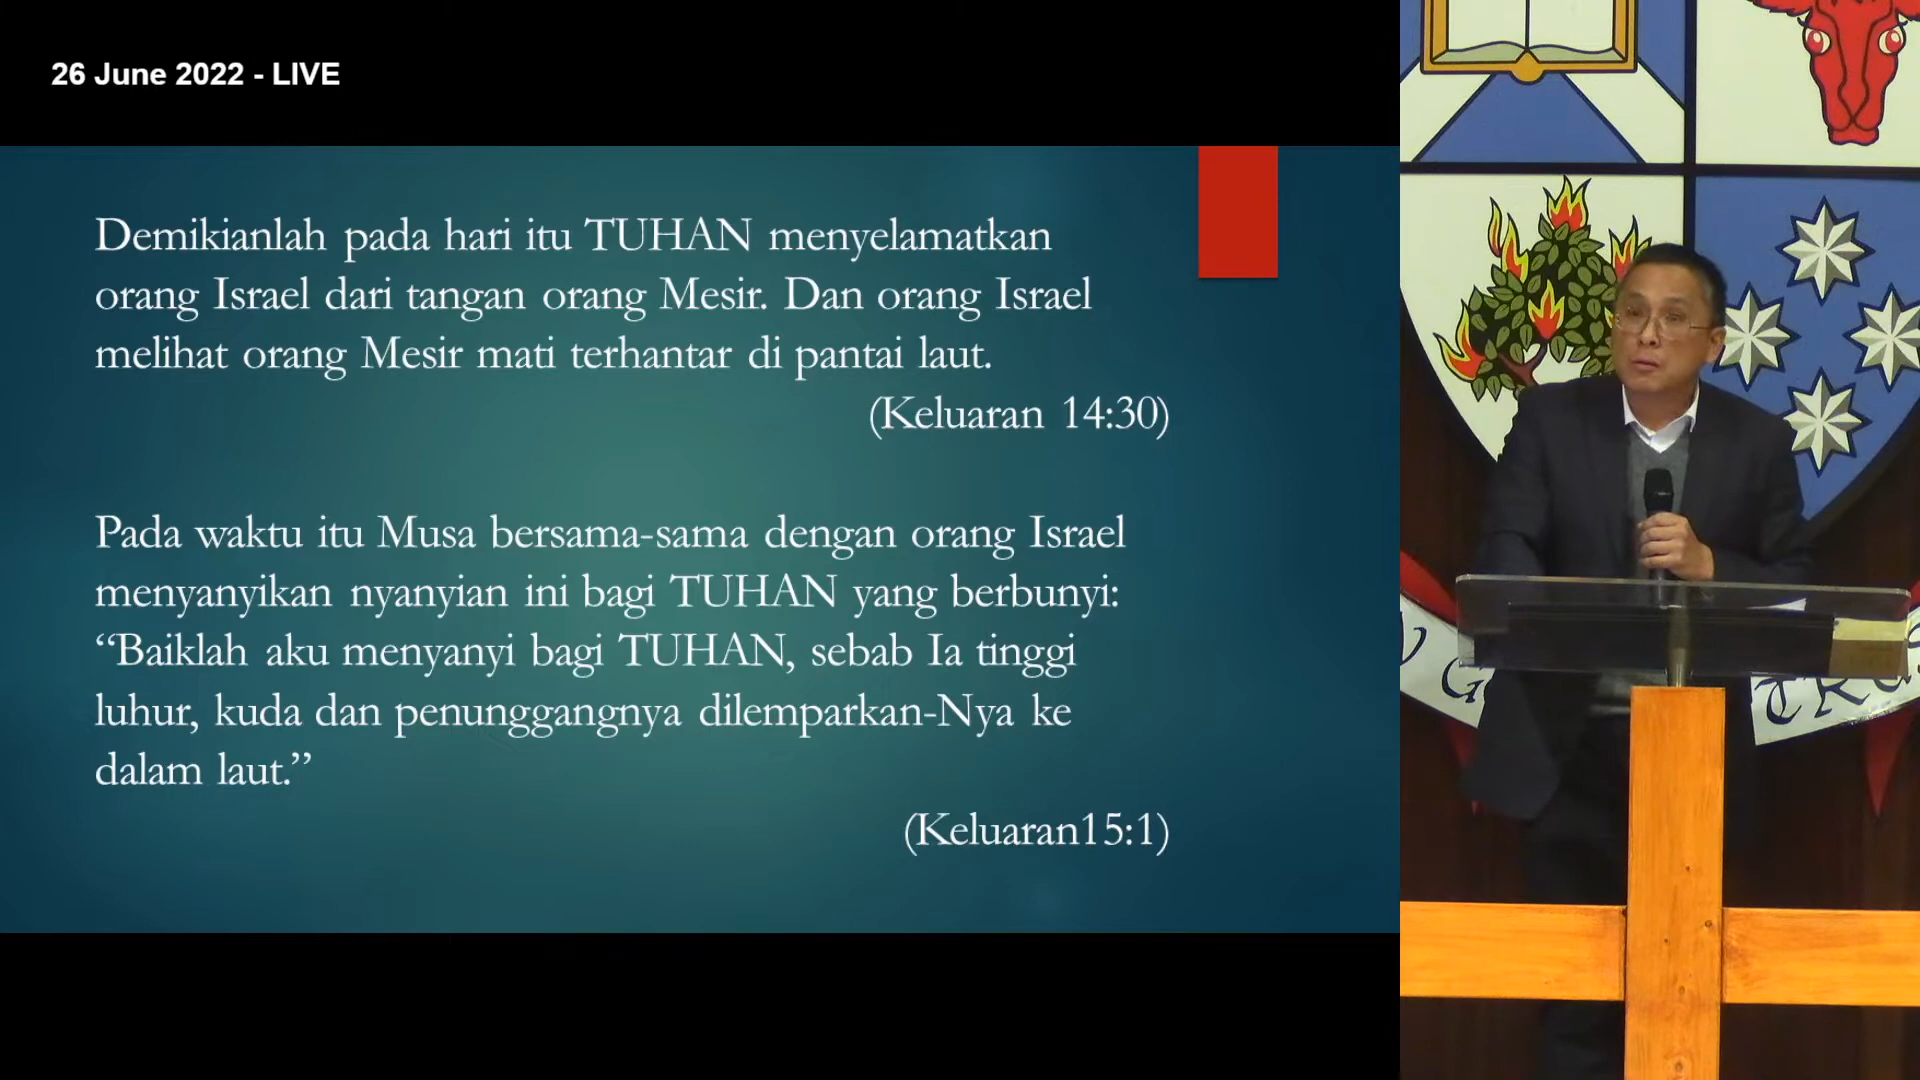 26 June 2022 - LIVE
Demikianlah pada hari itu TUHAN menyelamatkan
orang Israel dari tangan orang Mesir. Dan orang Israel
melihat orang Mesir mati terhantar di pantai laut.
(Keluaran 14:30)
Pada waktu itu Musa bersama-sama dengan orang Israel
menyanyikan nyanyian ini bagi TUHAN yang berbunyi:
“Baiklah aku menyanyi bagi TUHAN, sebab Ia tinggi
luhur, kuda dan penunggangnya dilemparkan-Nya ke
dalam laut.”
(Keluaran15:1)